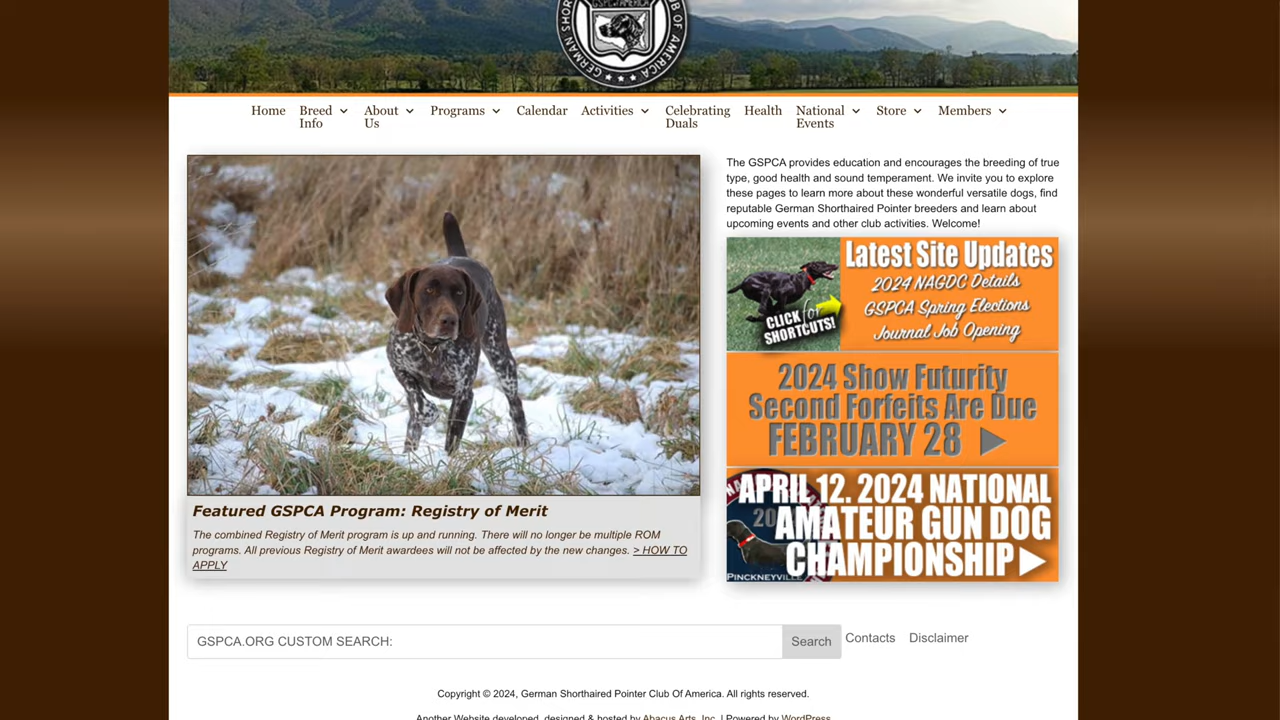 GERMAN SHOR
CLUB OF AMERICA
GSPC of AMERICA
Home
Breed Info
About Us
Programs
Calendar
Activities
Celebrating Duals
Health
National Events
Store
Members
The GSPCA provides education and encourages the breeding of true
type, good health and sound temperament. We invite you to explore
these pages to learn more about these wonderful versatile dogs, find
reputable German Shorthaired Pointer breeders and learn about
upcoming events and other club activities. Welcome!
Latest Site Updates
2024 NAGDC Details
GSPCA Spring Elections
Journal Job Opening
CLICK for
SHORTCUTS!
2024 Show Futurity
Second Forfeits Are Due
FEBRUARY 28
APRIL 12. 2024 NATIONAL
AMATEUR GUN DOG
CHAMPIONSHIP
PINCKNEYVILLE
Featured GSPCA Program: Registry of Merit
The combined Registry of Merit program is up and running. There will no longer be multiple ROM
programs. All previous Registry of Merit awardees will not be affected by the new changes. > HOW TO
APPLY
GSPCA.ORG CUSTOM SEARCH:
Search
Contacts
Disclaimer
Copyright © 2024, German Shorthaired Pointer Club Of America. All rights reserved.
Another Website developed, designed & hosted by Abacus Arts, Inc. | Powered by WordPress